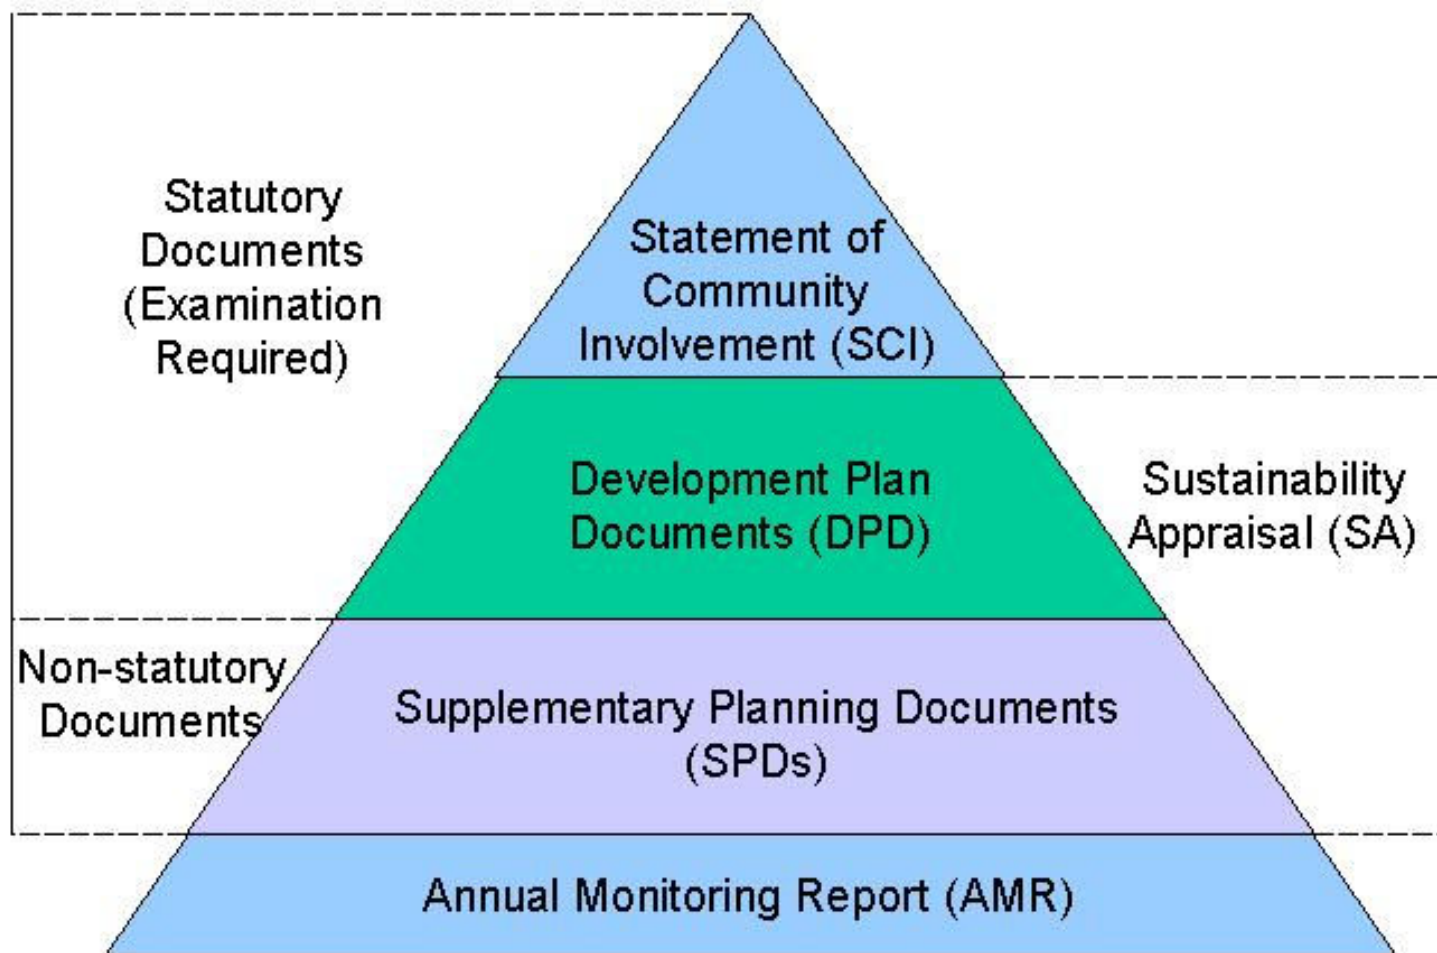 Statutory
Documents
(Examination
Required)
Statement of
Community
Involvement (SCI)
Development Plan
Documents (DPD)
Sustainability
Appraisal (SA)
Non-statutory
Documents
Supplementary Planning Documents
(SPDs)
Annual Monitoring Report (AMR)